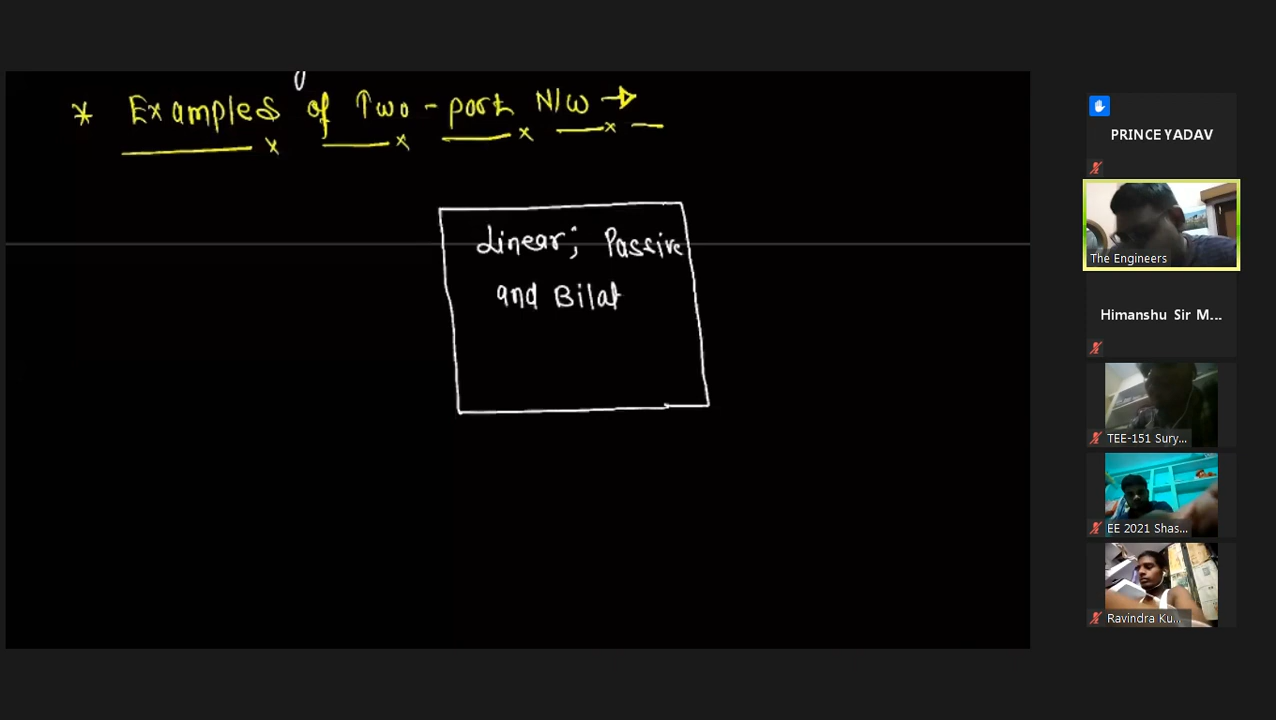 * Examples of Two - port N/W →
Linear; Passive
and Bilat
PRINCE YADAV
The Engineers
Himanshu Sir M...
TEE-151 Sury...
EE 2021 Shas...
Ravindra Ku...